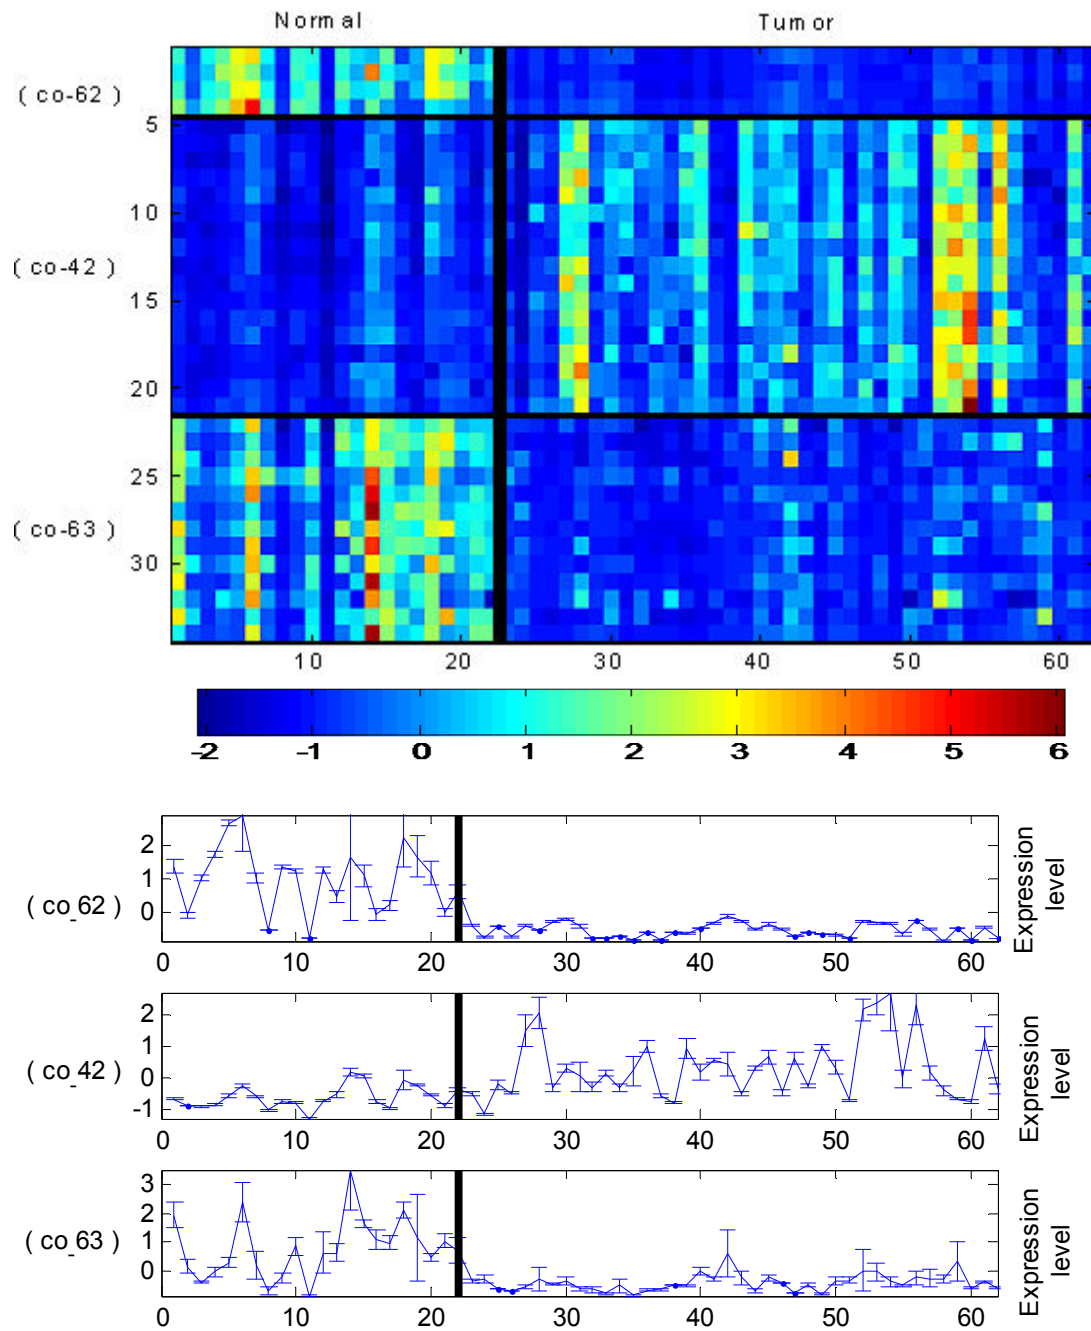 Normal Tumor
( co-62 )
5
10
( co-42 )
15
20
25
( co-63 )
30
10 20 30 40 50 60
-2 -1 0 1 2 3 4 5 6
2
1
0
( co_62 )
Expression level
0 10 20 30 40 50 60
2
1
0
-1
( co_42 )
Expression level
0 10 20 30 40 50 60
3
2
1
0
( co_63 )
Expression level
0 10 20 30 40 50 60